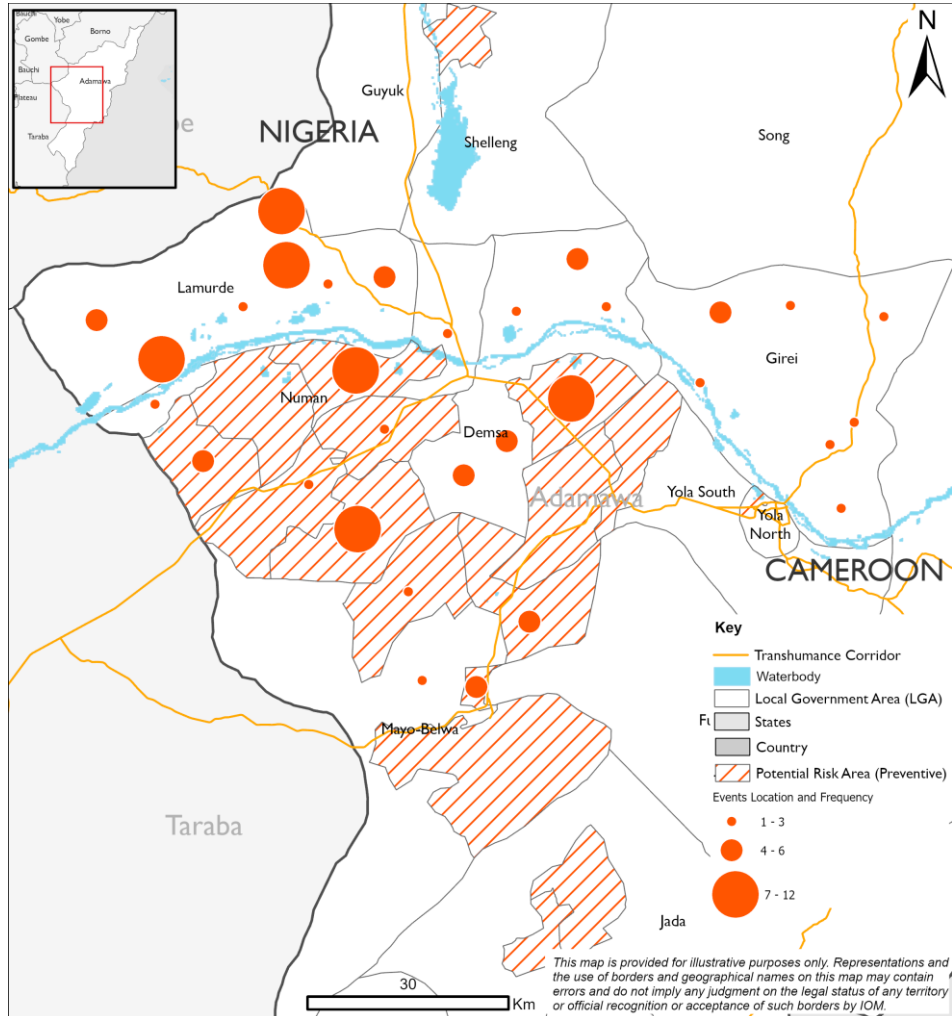 Yobe
Borno
Gombe
Bauchi
Adamawa
Plateau
Taraba
be
N
Guyuk
NIGERIA
Shelleng
Song
Lamurde
Girei
Numan
Demsa
Adamawa
Yola South
Yola
North
CAMEROON
Mayo-Belwa
Taraba
Jada
Key
Transhumance Corridor
Waterbody
Local Government Area (LGA)
Fu
States
Country
Potential Risk Area (Preventive)
Events Location and Frequency
1 - 3
4 - 6
7 - 12
30
Km
This map is provided for illustrative purposes only. Representations and
the use of borders and geographical names on this map may contain
errors and do not imply any judgment on the legal status of any territory
or official recognition or acceptance of such borders by IOM.